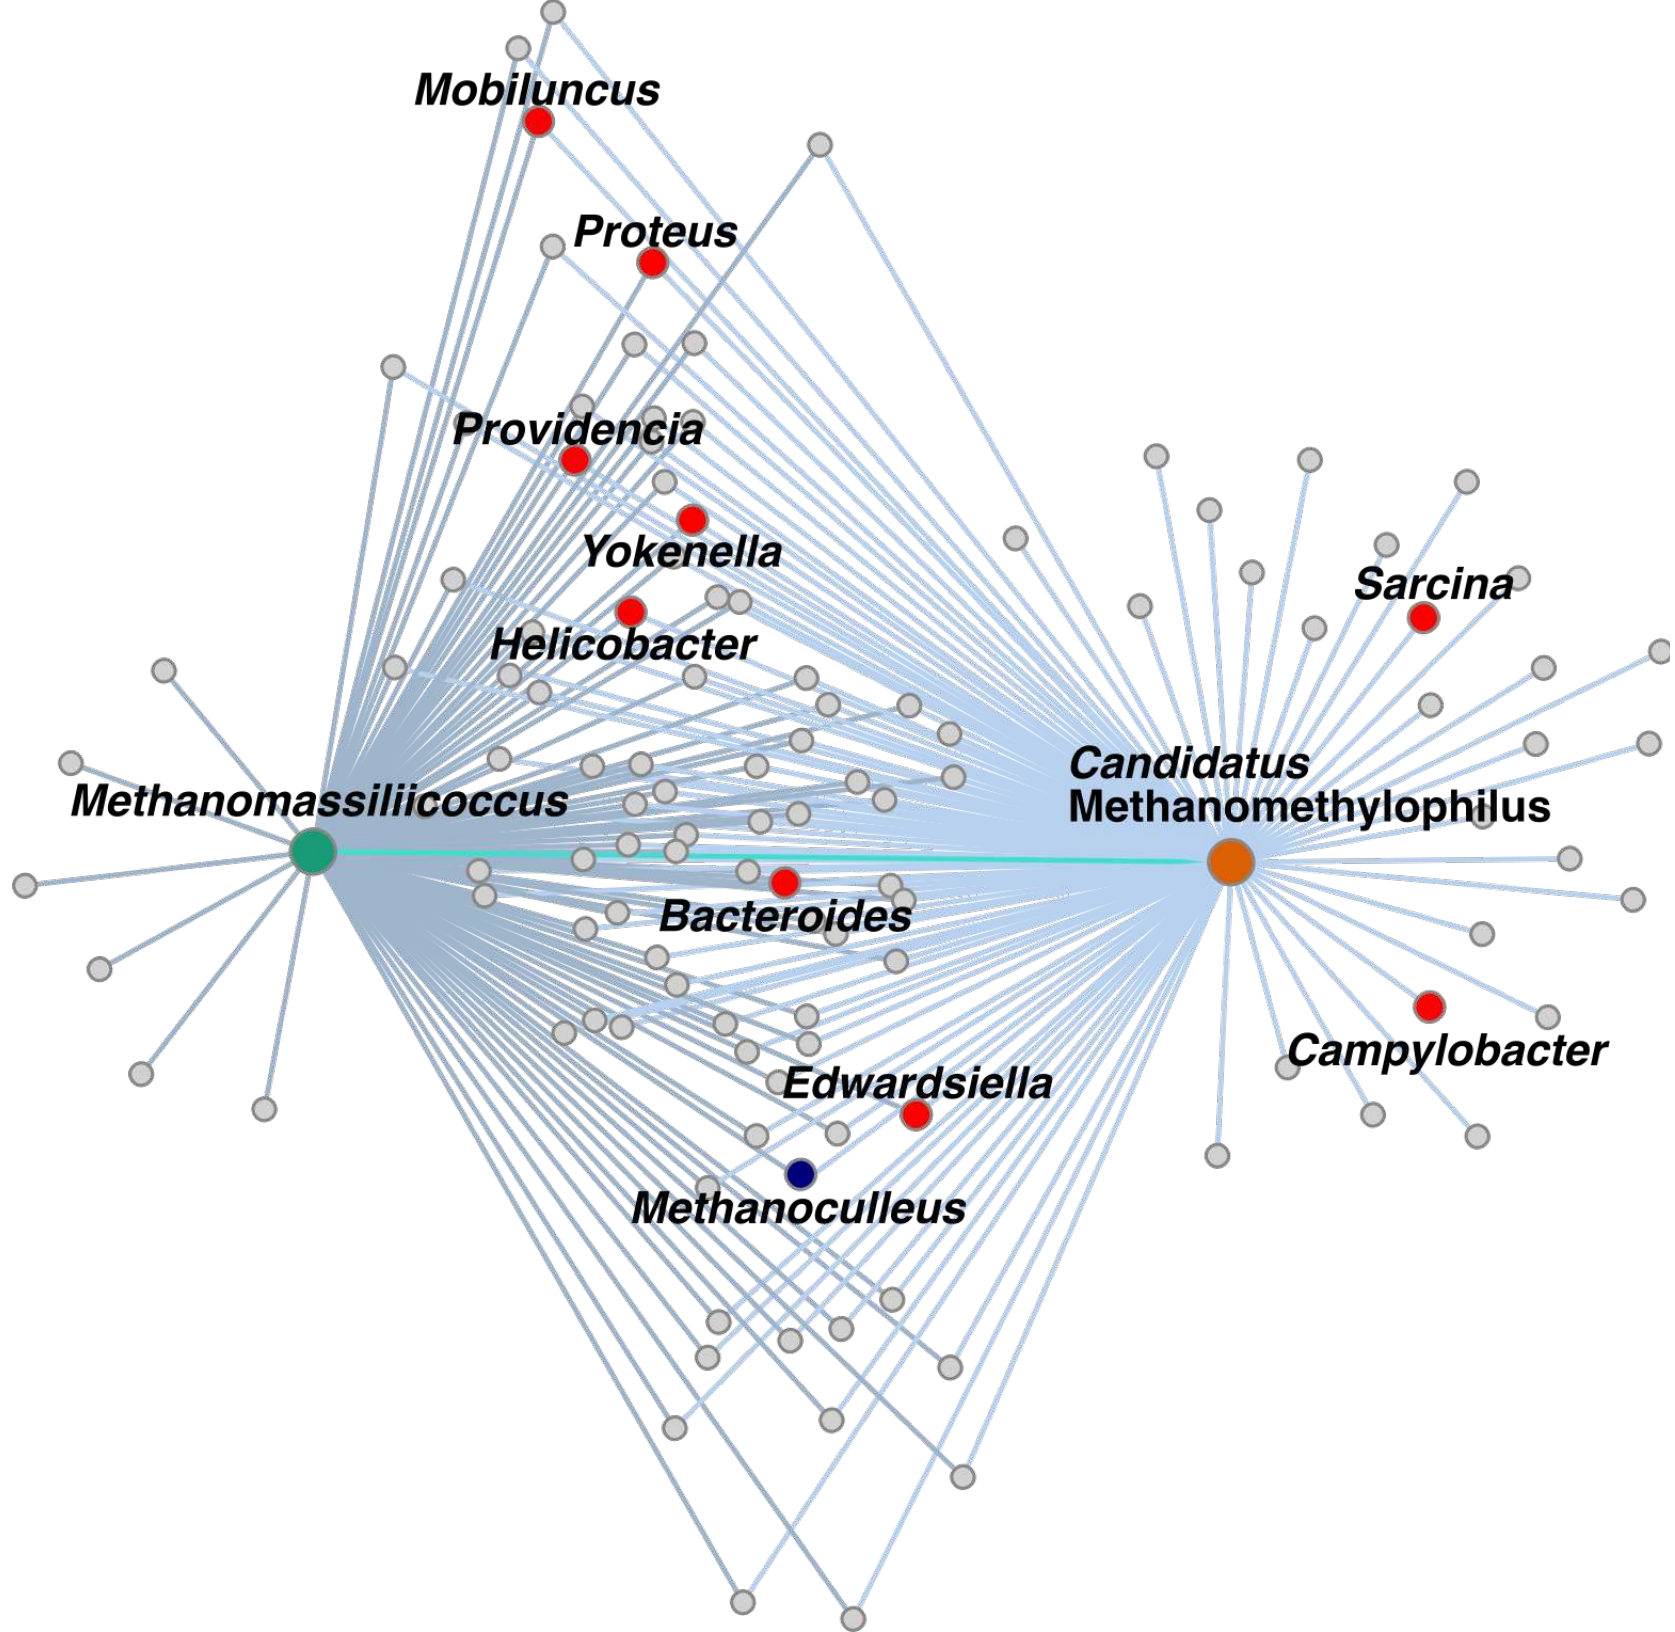 Mobiluncus
Proteus
Providencia
Yokenella
Sarcina
Helicobacter
Candidatus
Methanomethylophilus
Methanomassiliicoccus
Bacteroides
Campylobacter
Edwardsiella
Methanoculleus